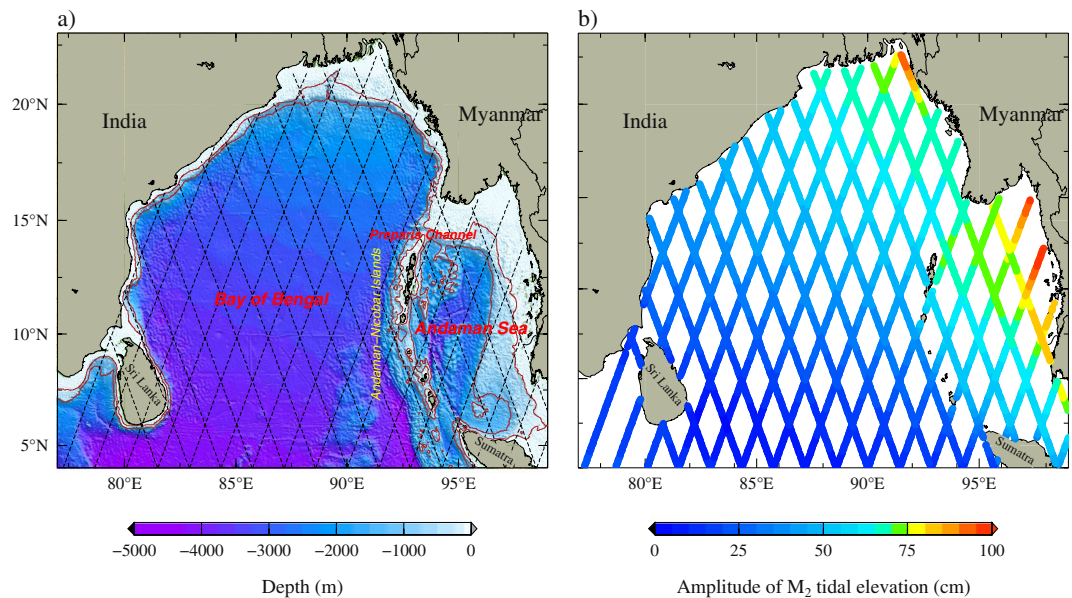 a)
India
Myanmar
Preparis Channel
Andaman−Nicobar Islands
Bay of Bengal
Andaman Sea
Sri Lanka
Sumatra
20°N
15°N
10°N
5°N
80°E 85°E 90°E 95°E
−5000 −4000 −3000 −2000 −1000 0
Depth (m)
b)
India
Myanmar
Sri Lanka
Sumatra
80°E 85°E 90°E 95°E
0 25 50 75 100
Amplitude of M₂ tidal elevation (cm)